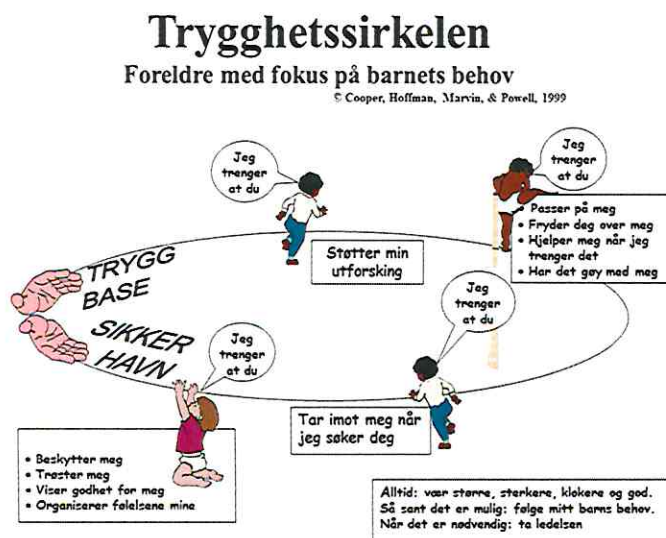 Trygghetssirkelen
Foreldre med fokus på barnets behov
© Cooper, Hoffman, Marvin, & Powell, 1999
Jeg
trenger
at du
Støtter min
utforsking
Jeg
trenger
at du
• Passer på meg
• Fryder deg over meg
• Hjelper meg når jeg
trenger det
• Har det gøy med meg
TRYGG
BASE
SIKKER
HAVN
Jeg
trenger
at du
Tar imot meg når
jeg søker deg
Jeg
trenger
at du
• Beskytter meg
• Trøster meg
• Viser godhet for meg
• Organiserer følelsene mine
Alltid: vær større, sterkere, klokere og god.
Så sant det er mulig: følge mitt barns behov.
Når det er nødvendig: ta ledelsen